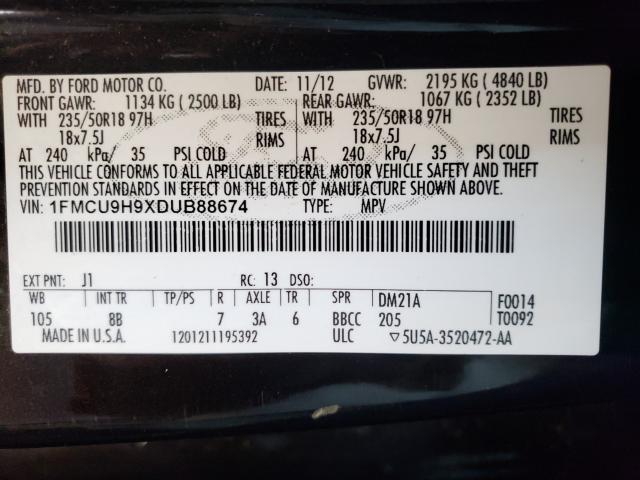 MFD. BY FORD MOTOR CO. DATE: 11/12 GVWR: 2195 KG ( 4840 LB)
FRONT GAWR: 1134 KG ( 2500 LB) REAR GAWR: 1067 KG ( 2352 LB)
WITH 235/50R18 97H TIRES WITH 235/50R18 97H TIRES
18x7.5J RIMS 18x7.5J RIMS
AT 240 kPa/ 35 PSI COLD AT 240 kPa/ 35 PSI COLD
THIS VEHICLE CONFORMS TO ALL APPLICABLE FEDERAL MOTOR VEHICLE SAFETY AND THEFT
PREVENTION STANDARDS IN EFFECT ON THE DATE OF MANUFACTURE SHOWN ABOVE.
VIN: 1FMCU9H9XDUB88674 TYPE: MPV
EXT PNT: J1 RC: 13 DSO:
WB INT TR TP/PS R AXLE TR SPR DM21A F0014
105 8B 7 3A 6 BBCC 205 T0092
MADE IN U.S.A. 1201211195392 ULC ▽5U5A-3520472-AA